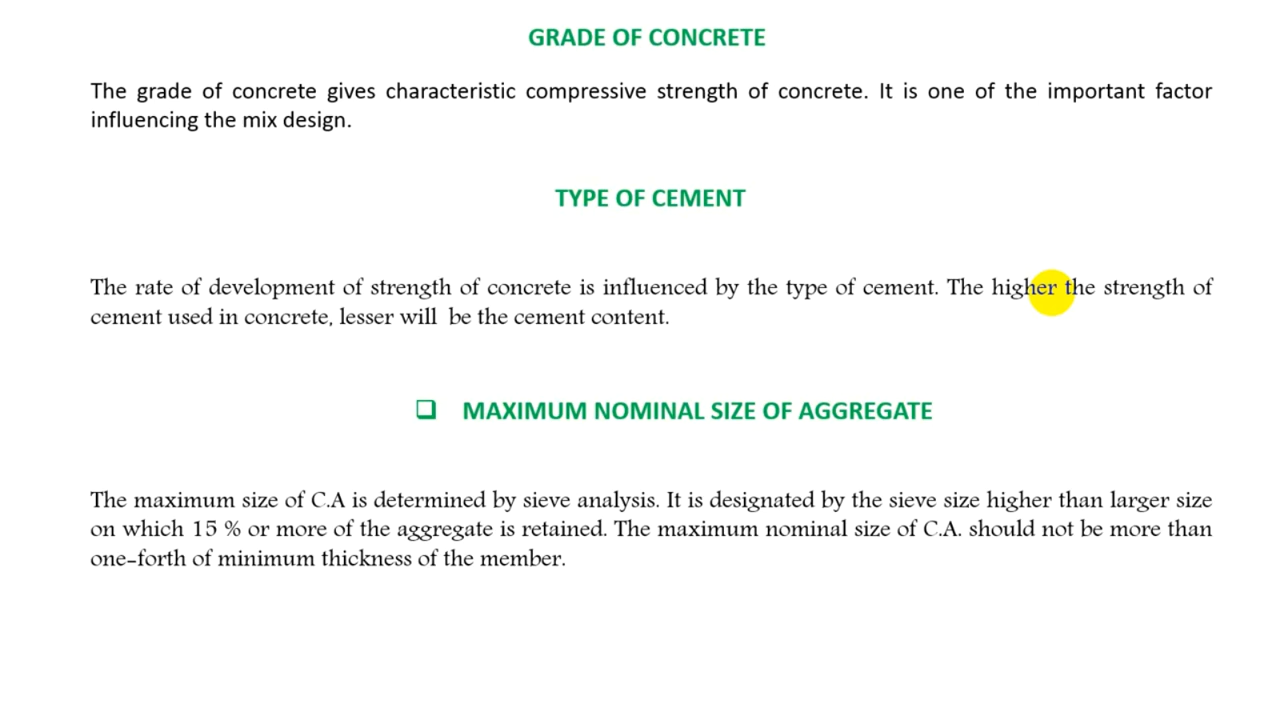 GRADE OF CONCRETE
The grade of concrete gives characteristic compressive strength of concrete. It is one of the important factor
influencing the mix design.
TYPE OF CEMENT
The rate of development of strength of concrete is influenced by the type of cement. The higher the strength of
cement used in concrete, lesser will be the cement content.
MAXIMUM NOMINAL SIZE OF AGGREGATE
The maximum size of C.A is determined by sieve analysis. It is designated by the sieve size higher than larger size
on which 15 % or more of the aggregate is retained. The maximum nominal size of C.A. should not be more than
one-forth of minimum thickness of the member.